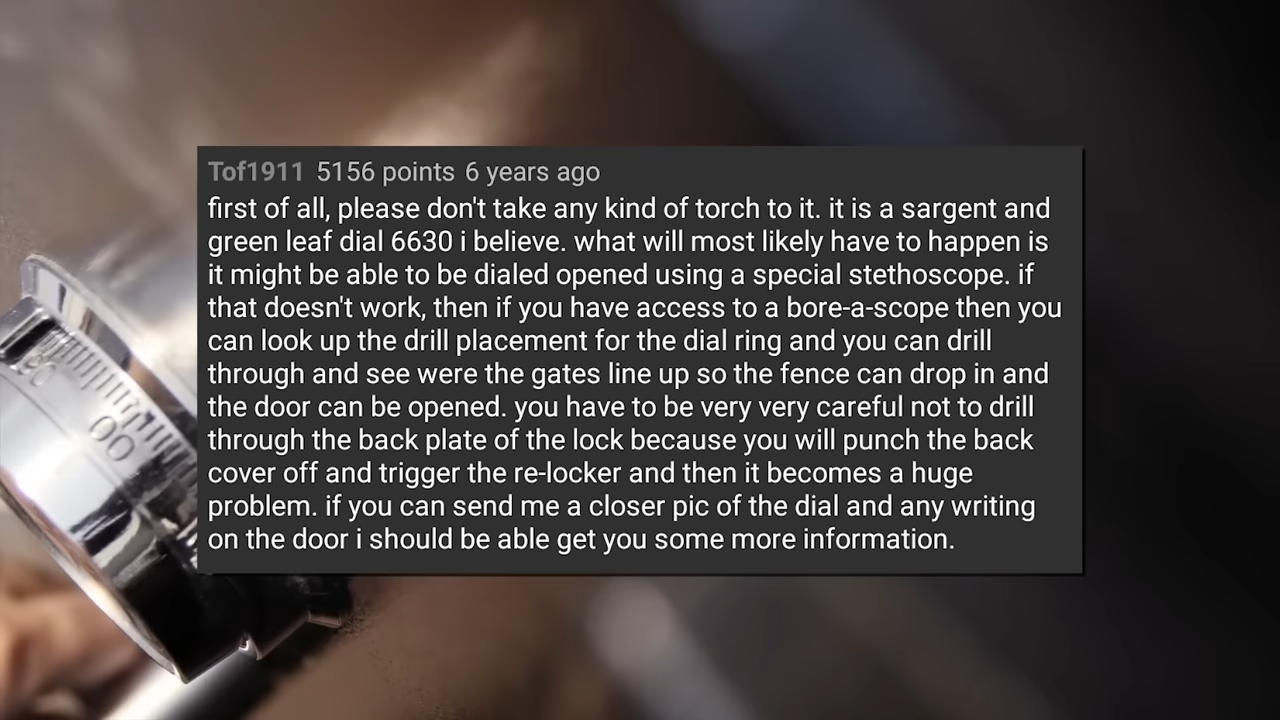 Tof1911 5156 points 6 years ago
first of all, please don't take any kind of torch to it. it is a sargent and
green leaf dial 6630 i believe. what will most likely have to happen is
it might be able to be dialed opened using a special stethoscope. if
that doesn't work, then if you have access to a bore-a-scope then you
can look up the drill placement for the dial ring and you can drill
through and see were the gates line up so the fence can drop in and
the door can be opened. you have to be very very careful not to drill
through the back plate of the lock because you will punch the back
cover off and trigger the re-locker and then it becomes a huge
problem. if you can send me a closer pic of the dial and any writing
on the door i should be able get you some more information.
00